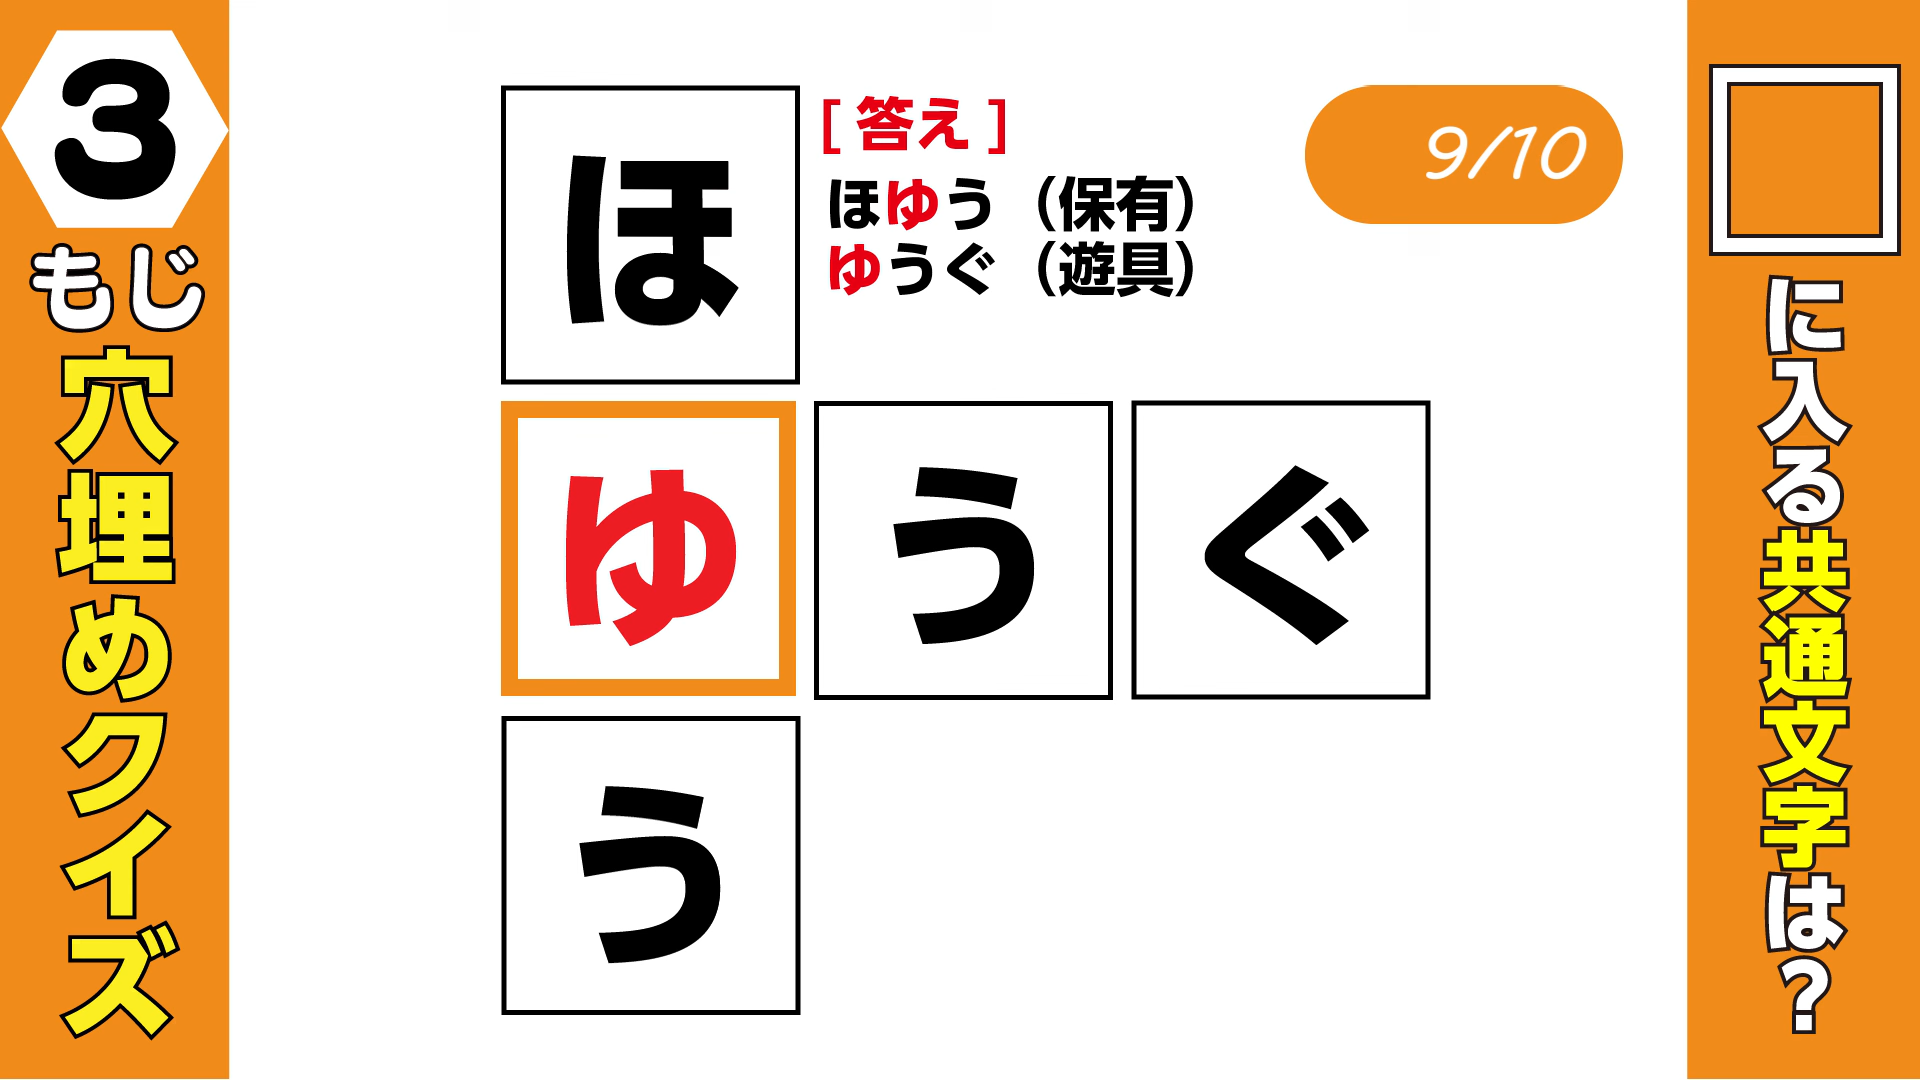 3
もじ
穴埋めクイズ
ほ
[ 答え ]
ほゆう（保有）
ゆうぐ（遊具）
9/10
ゆ
う
ぐ
う
に入る共通文字は？